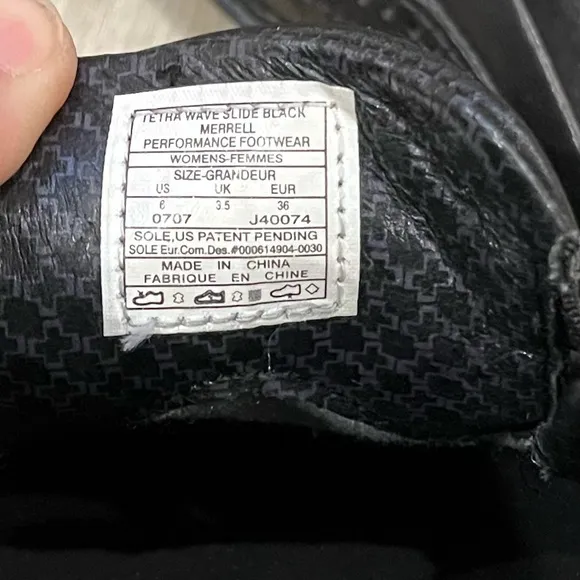 TETRA WAVE SLIDE BLACK
MERRELL
PERFORMANCE FOOTWEAR
WOMENS-FEMMES
SIZE-GRANDEUR
US UK EUR
6 3.5 36
0707 J40074
SOLE,US PATENT PENDING
SOLE Eur.Com.Des.#000614904-0030
MADE IN CHINA
FABRIQUE EN CHINE